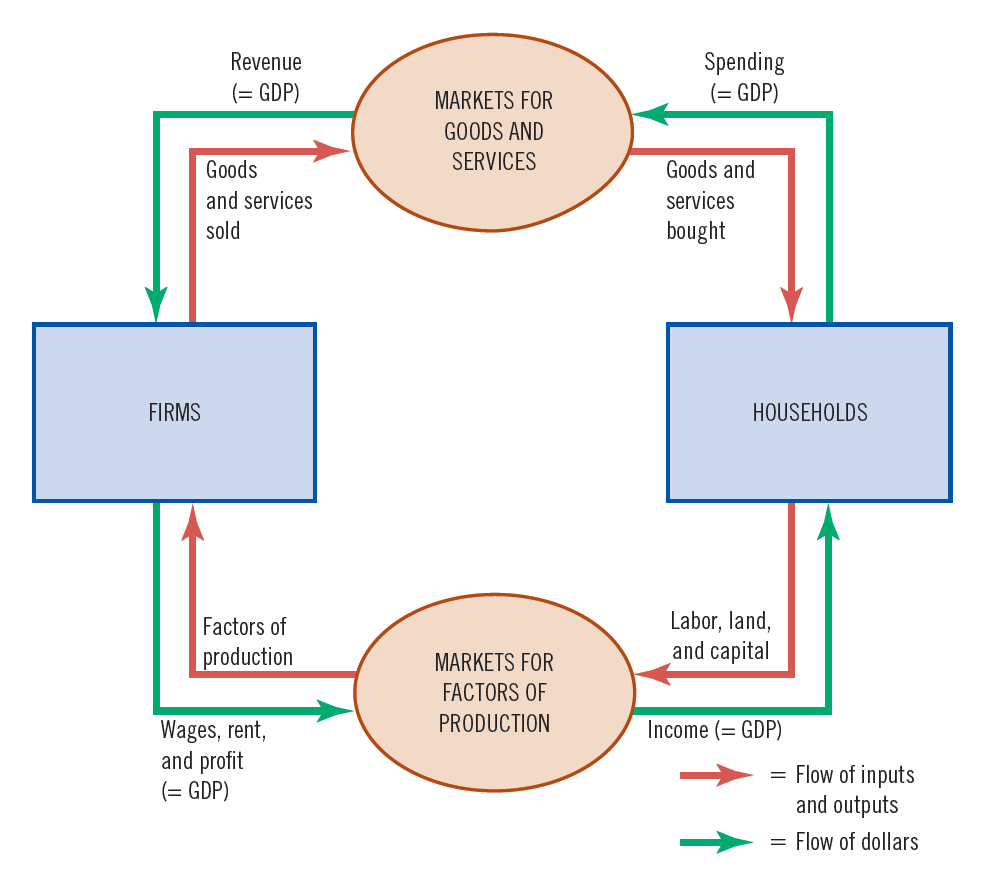 Revenue
(= GDP)
Spending
(= GDP)
MARKETS FOR
GOODS AND
SERVICES
Goods
and services
sold
Goods and
services
bought
FIRMS
HOUSEHOLDS
Factors of
production
Labor, land,
and capital
MARKETS FOR
FACTORS OF
PRODUCTION
Wages, rent,
and profit
(= GDP)
Income (= GDP)
= Flow of inputs
and outputs
= Flow of dollars